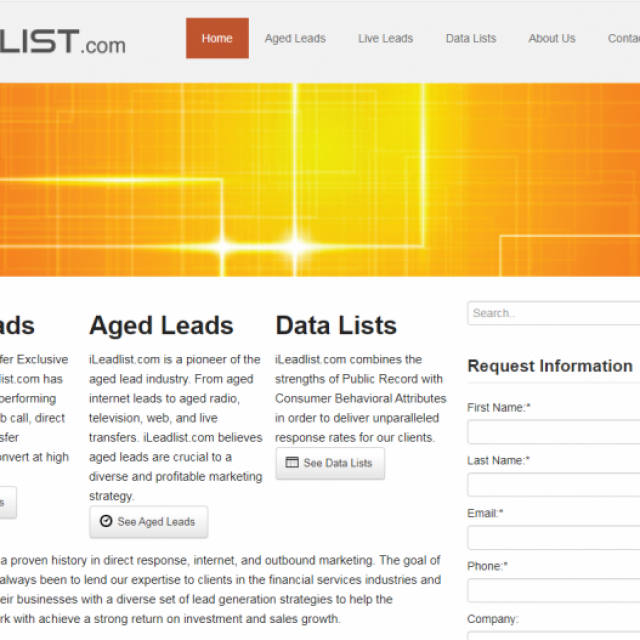 LIST.com
Home Aged Leads Live Leads Data Lists About Us Conta
ads
fer Exclusive
list.com has
performing
b call, direct
sfer
onvert at high
s
Aged Leads
iLeadlist.com is a pioneer of the
aged lead industry. From aged
internet leads to aged radio,
television, web, and live
transfers. iLeadlist.com believes
aged leads are crucial to a
diverse and profitable marketing
strategy.
See Aged Leads
Data Lists
iLeadlist.com combines the
strengths of Public Record with
Consumer Behavioral Attributes
in order to deliver unparalleled
response rates for our clients.
See Data Lists
a proven history in direct response, internet, and outbound marketing. The goal of
always been to lend our expertise to clients in the financial services industries and
eir businesses with a diverse set of lead generation strategies to help the
rk with achieve a strong return on investment and sales growth.
Search..
Request Information
First Name:*
Last Name:*
Email:*
Phone:*
Company: